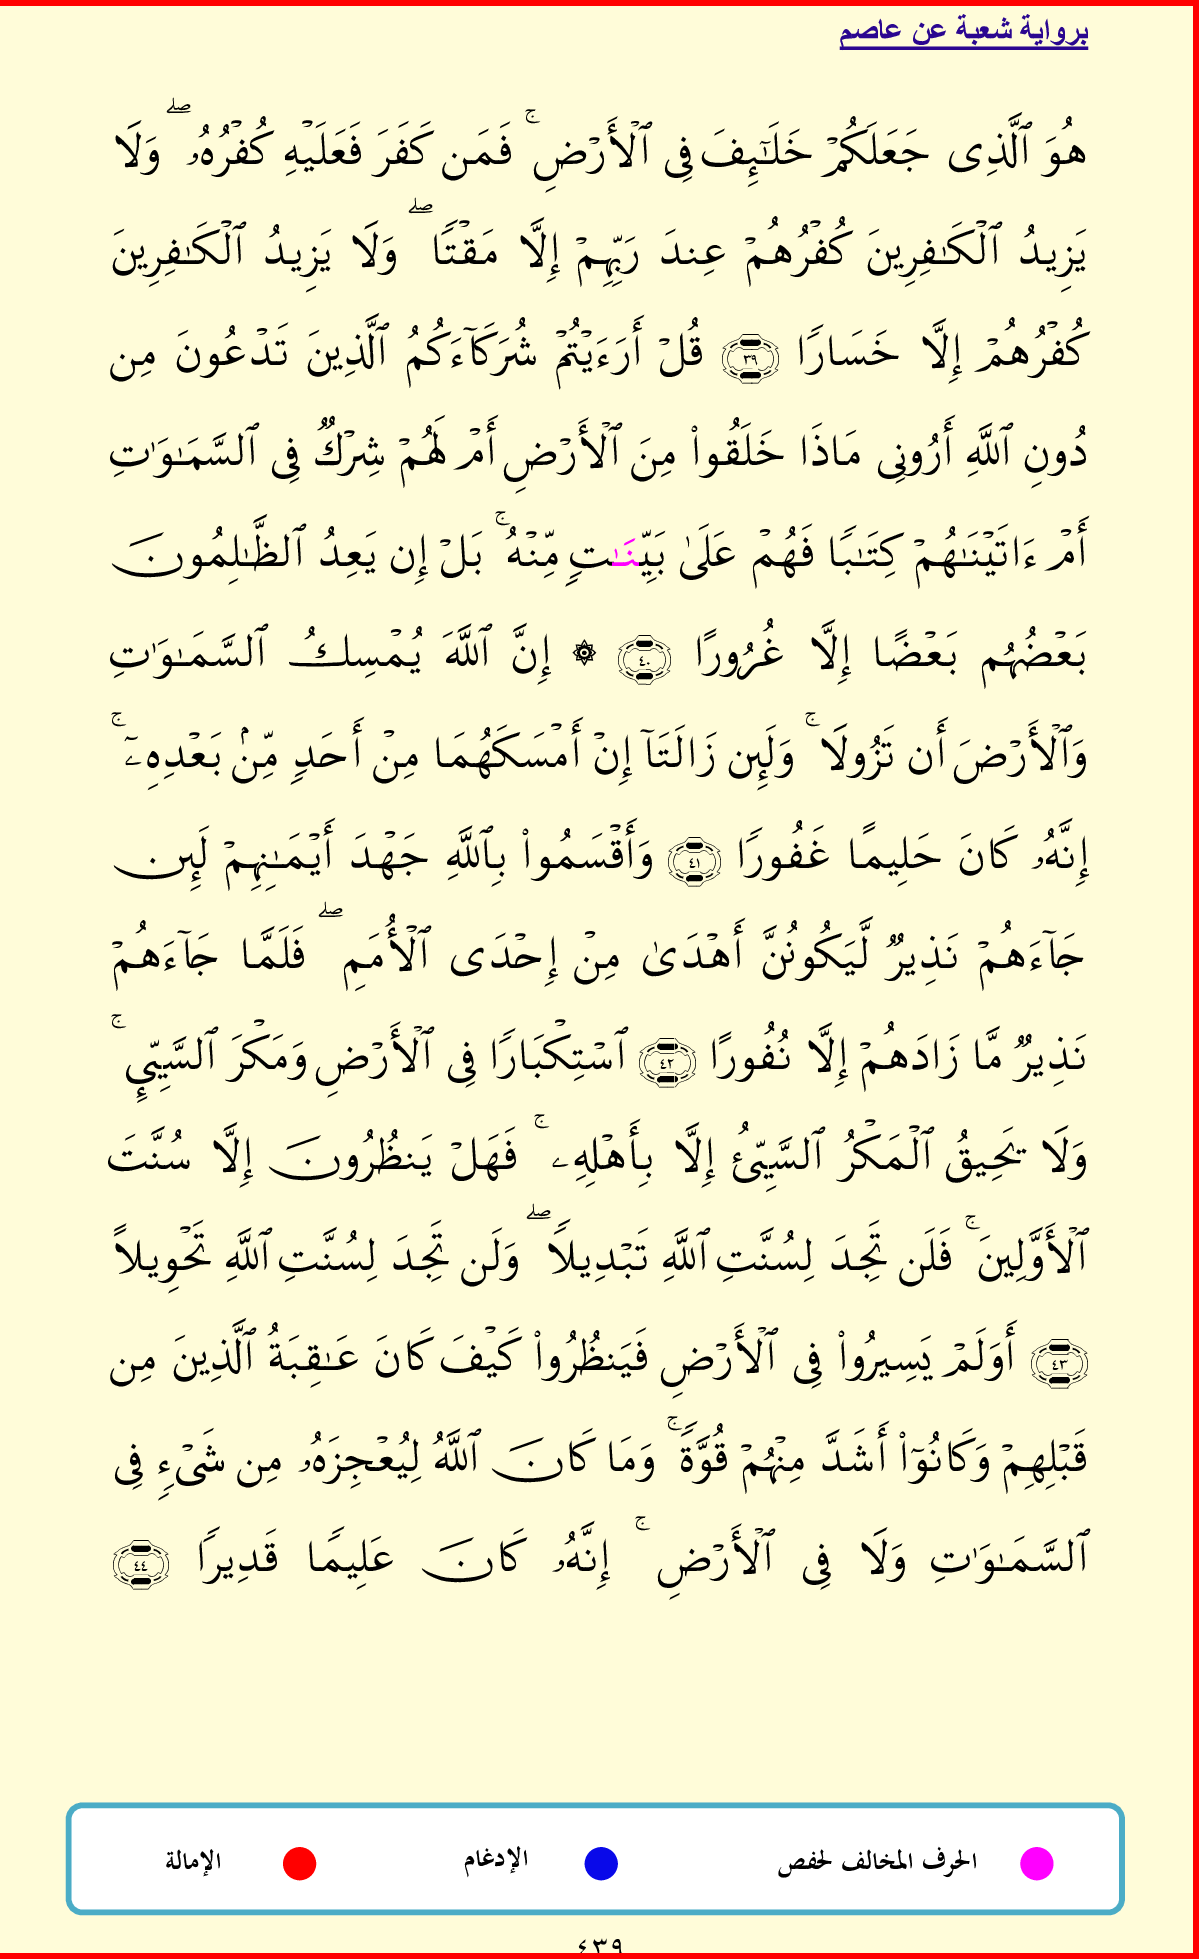 برواية شعبة عن عاصم
هُوَ ٱلَّذِى جَعَلَكُمْ خَلَـٰٓئِفَ فِى ٱلْأَرْضِ ۚ فَمَن كَفَرَ فَعَلَيْهِ كُفْرُهُۥ ۖ وَلَا
يَزِيدُ ٱلْكَـٰفِرِينَ كُفْرُهُمْ عِندَ رَبِّهِمْ إِلَّا مَقْتًا ۖ وَلَا يَزِيدُ ٱلْكَـٰفِرِينَ
كُفْرُهُمْ إِلَّا خَسَارًا ٣٩ قُلْ أَرَءَيْتُمْ شُرَكَآءَكُمُ ٱلَّذِينَ تَدْعُونَ مِن
دُونِ ٱللَّهِ أَرُونِى مَاذَا خَلَقُوا۟ مِنَ ٱلْأَرْضِ أَمْ لَهُمْ شِرْكٌ فِى ٱلسَّمَـٰوَٰتِ
أَمْ ءَاتَيْنَـٰهُمْ كِتَـٰبًا فَهُمْ عَلَىٰ بَيِّنَـٰتٍ مِّنْهُ ۚ بَلْ إِن يَعِدُ ٱلظَّـٰلِمُونَ
بَعْضُهُم بَعْضًا إِلَّا غُرُورًا ٤٠ ۞ إِنَّ ٱللَّهَ يُمْسِكُ ٱلسَّمَـٰوَٰتِ
وَٱلْأَرْضَ أَن تَزُولَا ۚ وَلَئِن زَالَتَآ إِنْ أَمْسَكَهُمَا مِنْ أَحَدٍ مِّنۢ بَعْدِهِۦٓ ۚ
إِنَّهُۥ كَانَ حَلِيمًا غَفُورًا ٤١ وَأَقْسَمُوا۟ بِٱللَّهِ جَهْدَ أَيْمَـٰنِهِمْ لَئِن
جَآءَهُمْ نَذِيرٌ لَّيَكُونُنَّ أَهْدَىٰ مِنْ إِحْدَى ٱلْأُمَمِ ۖ فَلَمَّا جَآءَهُمْ
نَذِيرٌ مَّا زَادَهُمْ إِلَّا نُفُورًا ٤٢ ٱسْتِكْبَارًا فِى ٱلْأَرْضِ وَمَكْرَ ٱلسَّيِّئِ ۚ
وَلَا يَحِيقُ ٱلْمَكْرُ ٱلسَّيِّئُ إِلَّا بِأَهْلِهِۦ ۚ فَهَلْ يَنظُرُونَ إِلَّا سُنَّتَ
ٱلْأَوَّلِينَ ۚ فَلَن تَجِدَ لِسُنَّتِ ٱللَّهِ تَبْدِيلًا ۖ وَلَن تَجِدَ لِسُنَّتِ ٱللَّهِ تَحْوِيلًا
٤٣ أَوَلَمْ يَسِيرُوا۟ فِى ٱلْأَرْضِ فَيَنظُرُوا۟ كَيْفَ كَانَ عَـٰقِبَةُ ٱلَّذِينَ مِن
قَبْلِهِمْ وَكَانُوٓا۟ أَشَدَّ مِنْهُمْ قُوَّةً ۚ وَمَا كَانَ ٱللَّهُ لِيُعْجِزَهُۥ مِن شَىْءٍ فِى
ٱلسَّمَـٰوَٰتِ وَلَا فِى ٱلْأَرْضِ ۚ إِنَّهُۥ كَانَ عَلِيمًا قَدِيرًا ٤٤
الحرف المخالف لحفص الإدغام الإمالة
٤٣٩